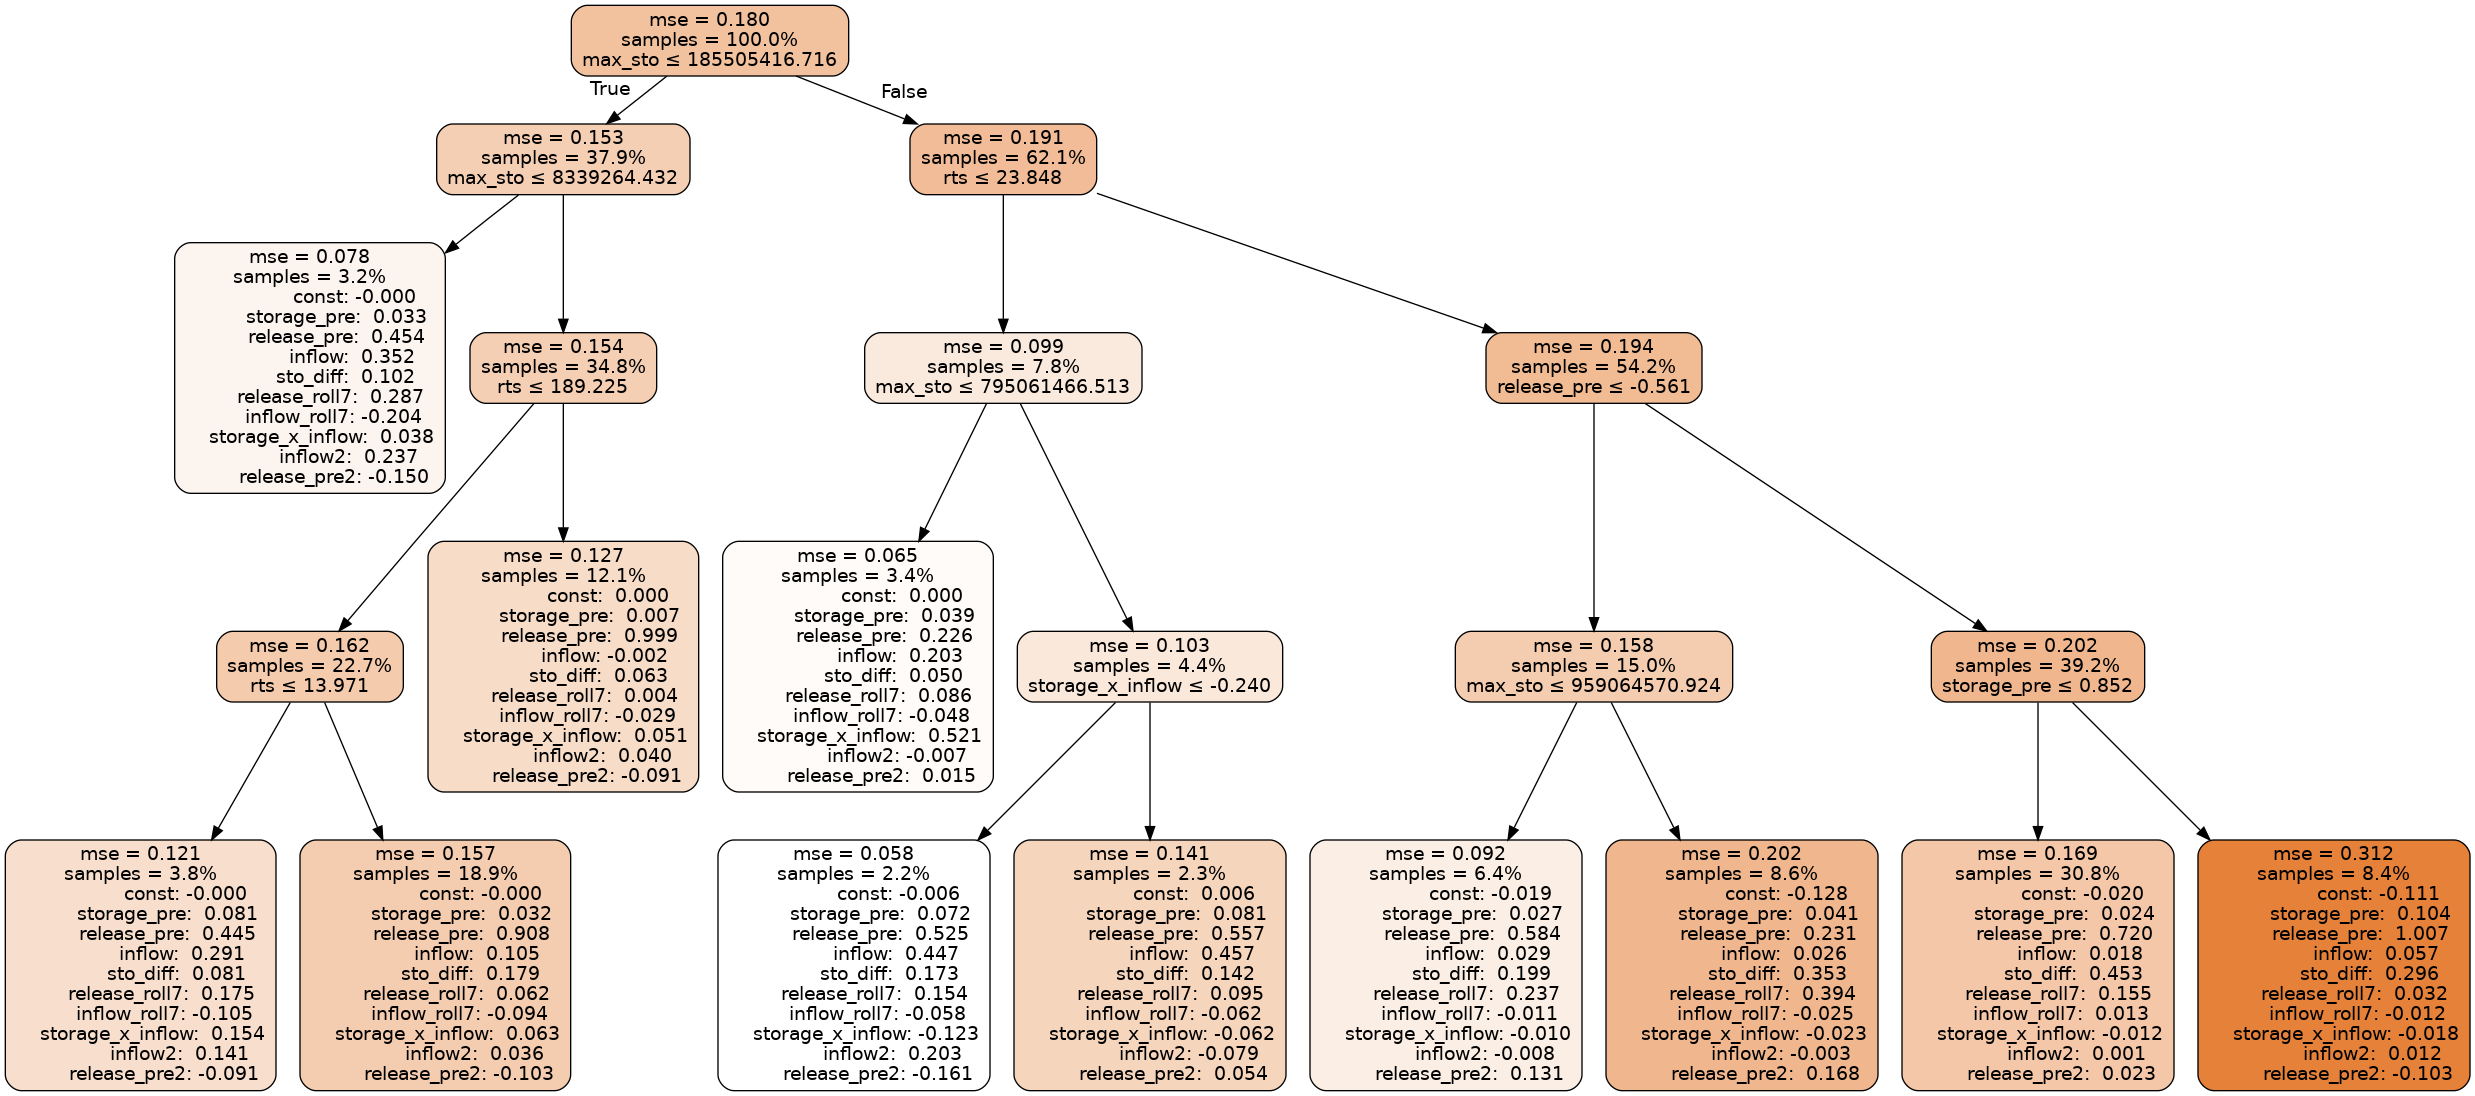 mse = 0.180
samples = 100.0%
max_sto ≤ 185505416.716
True
False
mse = 0.153
samples = 37.9%
max_sto ≤ 8339264.432
mse = 0.191
samples = 62.1%
rts ≤ 23.848
mse = 0.078
samples = 3.2%
const: -0.000
storage_pre:  0.033
release_pre:  0.454
inflow:  0.352
sto_diff:  0.102
release_roll7:  0.287
inflow_roll7: -0.204
storage_x_inflow:  0.038
inflow2:  0.237
release_pre2: -0.150
mse = 0.154
samples = 34.8%
rts ≤ 189.225
mse = 0.099
samples = 7.8%
max_sto ≤ 795061466.513
mse = 0.194
samples = 54.2%
release_pre ≤ -0.561
mse = 0.162
samples = 22.7%
rts ≤ 13.971
mse = 0.127
samples = 12.1%
const:  0.000
storage_pre:  0.007
release_pre:  0.999
inflow: -0.002
sto_diff:  0.063
release_roll7:  0.004
inflow_roll7: -0.029
storage_x_inflow:  0.051
inflow2:  0.040
release_pre2: -0.091
mse = 0.065
samples = 3.4%
const:  0.000
storage_pre:  0.039
release_pre:  0.226
inflow:  0.203
sto_diff:  0.050
release_roll7:  0.086
inflow_roll7: -0.048
storage_x_inflow:  0.521
inflow2: -0.007
release_pre2:  0.015
mse = 0.103
samples = 4.4%
storage_x_inflow ≤ -0.240
mse = 0.158
samples = 15.0%
max_sto ≤ 959064570.924
mse = 0.202
samples = 39.2%
storage_pre ≤ 0.852
mse = 0.121
samples = 3.8%
const: -0.000
storage_pre:  0.081
release_pre:  0.445
inflow:  0.291
sto_diff:  0.081
release_roll7:  0.175
inflow_roll7: -0.105
storage_x_inflow:  0.154
inflow2:  0.141
release_pre2: -0.091
mse = 0.157
samples = 18.9%
const: -0.000
storage_pre:  0.032
release_pre:  0.908
inflow:  0.105
sto_diff:  0.179
release_roll7:  0.062
inflow_roll7: -0.094
storage_x_inflow:  0.063
inflow2:  0.036
release_pre2: -0.103
mse = 0.058
samples = 2.2%
const: -0.006
storage_pre:  0.072
release_pre:  0.525
inflow:  0.447
sto_diff:  0.173
release_roll7:  0.154
inflow_roll7: -0.058
storage_x_inflow: -0.123
inflow2:  0.203
release_pre2: -0.161
mse = 0.141
samples = 2.3%
const:  0.006
storage_pre:  0.081
release_pre:  0.557
inflow:  0.457
sto_diff:  0.142
release_roll7:  0.095
inflow_roll7: -0.062
storage_x_inflow: -0.062
inflow2: -0.079
release_pre2:  0.054
mse = 0.092
samples = 6.4%
const: -0.019
storage_pre:  0.027
release_pre:  0.584
inflow:  0.029
sto_diff:  0.199
release_roll7:  0.237
inflow_roll7: -0.011
storage_x_inflow: -0.010
inflow2: -0.008
release_pre2:  0.131
mse = 0.202
samples = 8.6%
const: -0.128
storage_pre:  0.041
release_pre:  0.231
inflow:  0.026
sto_diff:  0.353
release_roll7:  0.394
inflow_roll7: -0.025
storage_x_inflow: -0.023
inflow2: -0.003
release_pre2:  0.168
mse = 0.169
samples = 30.8%
const: -0.020
storage_pre:  0.024
release_pre:  0.720
inflow:  0.018
sto_diff:  0.453
release_roll7:  0.155
inflow_roll7:  0.013
storage_x_inflow: -0.012
inflow2:  0.001
release_pre2:  0.023
mse = 0.312
samples = 8.4%
const: -0.111
storage_pre:  0.104
release_pre:  1.007
inflow:  0.057
sto_diff:  0.296
release_roll7:  0.032
inflow_roll7: -0.012
storage_x_inflow: -0.018
inflow2:  0.012
release_pre2: -0.103